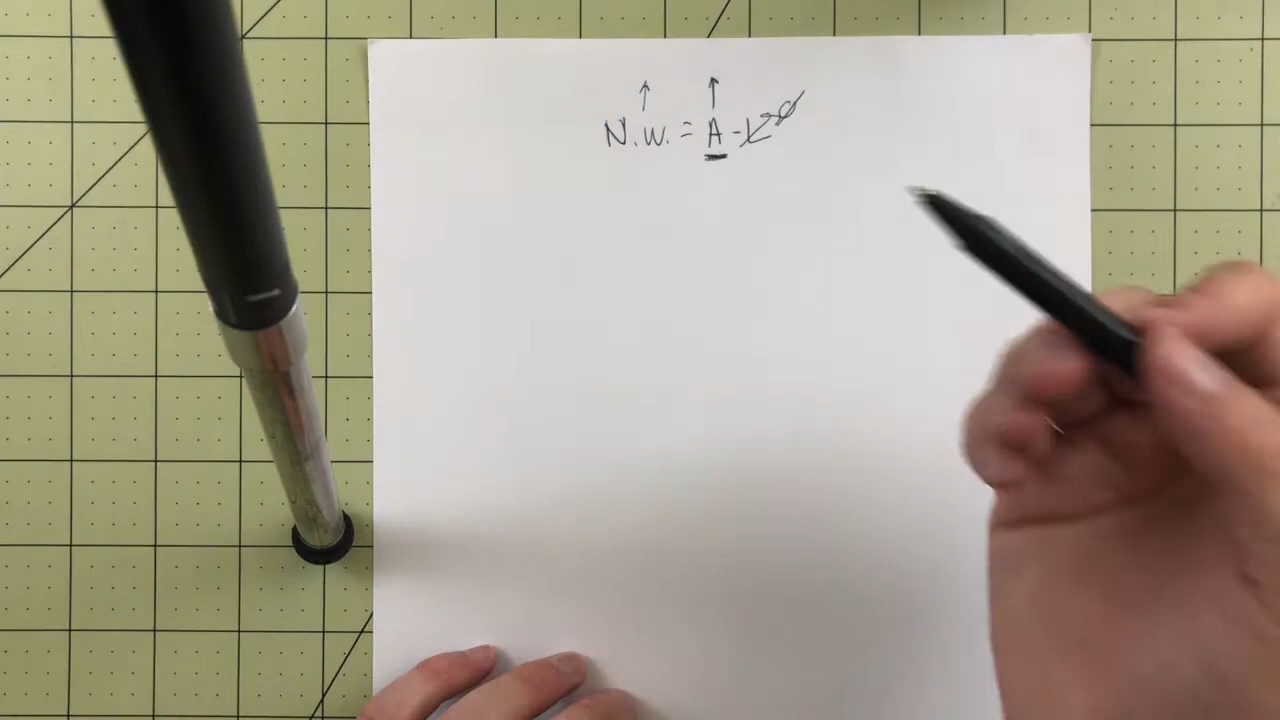 ↑ ↑
N.W. = A - L → 0